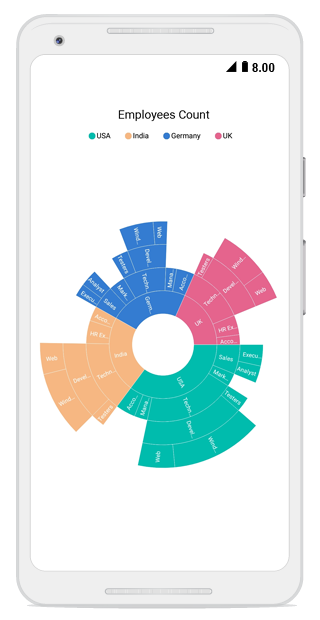 8.00
Employees Count
USA India Germany UK
Wind..
Web
Testers
Devel..
Analyst
Execu..
Sales
Mark..
Techn..
Mana..
Acco..
Germ..
Testers
Wind..
Web
Devel..
Techn..
UK
HR Ex..
Acco..
Acco..
HR Ex..
India
Web
Devel..
Techn..
Wind..
Testers
USA
Sales
Execu..
Analyst
Mark..
Acco..
Mana..
Techn..
Testers
Devel..
Web
Wind..